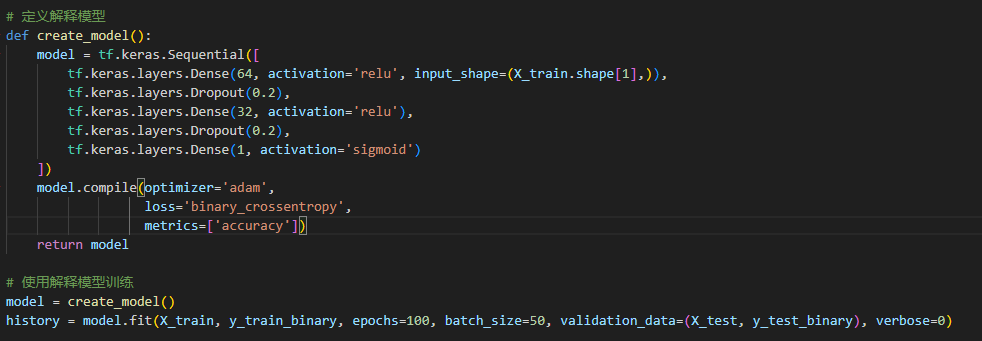 # 定义解释模型
def create_model():
    model = tf.keras.Sequential([
        tf.keras.layers.Dense(64, activation='relu', input_shape=(X_train.shape[1],)),
        tf.keras.layers.Dropout(0.2),
        tf.keras.layers.Dense(32, activation='relu'),
        tf.keras.layers.Dropout(0.2),
        tf.keras.layers.Dense(1, activation='sigmoid')
    ])
    model.compile(optimizer='adam',
                  loss='binary_crossentropy',
                  metrics=['accuracy'])
    return model
# 使用解释模型训练
model = create_model()
history = model.fit(X_train, y_train_binary, epochs=100, batch_size=50, validation_data=(X_test, y_test_binary), verbose=0)